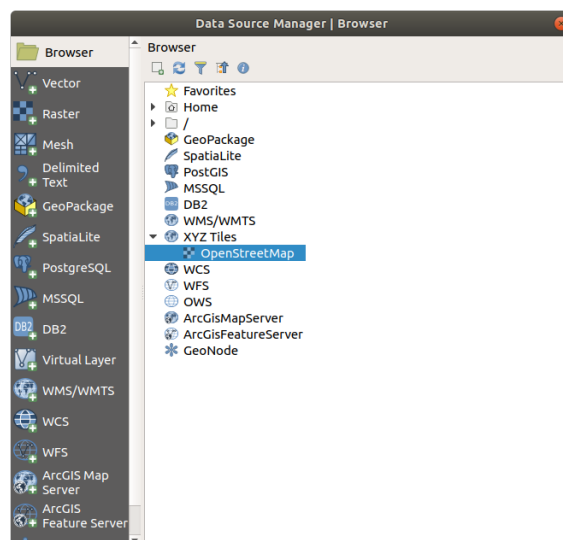 Data Source Manager | Browser
Browser
Vector
Raster
Mesh
Delimited
Text
GeoPackage
SpatiaLite
PostgreSQL
MSSQL
DB2
DB2
Virtual Layer
WMS/WMTS
WCS
WFS
ArcGIS Map
Server
ArcGIS
Feature Server
Browser
Favorites
Home
/
GeoPackage
SpatiaLite
PostGIS
MSSQL
DB2
DB2
WMS/WMTS
XYZ Tiles
OpenStreetMap
WCS
WFS
OWS
ArcGisMapServer
ArcGisFeatureServer
GeoNode